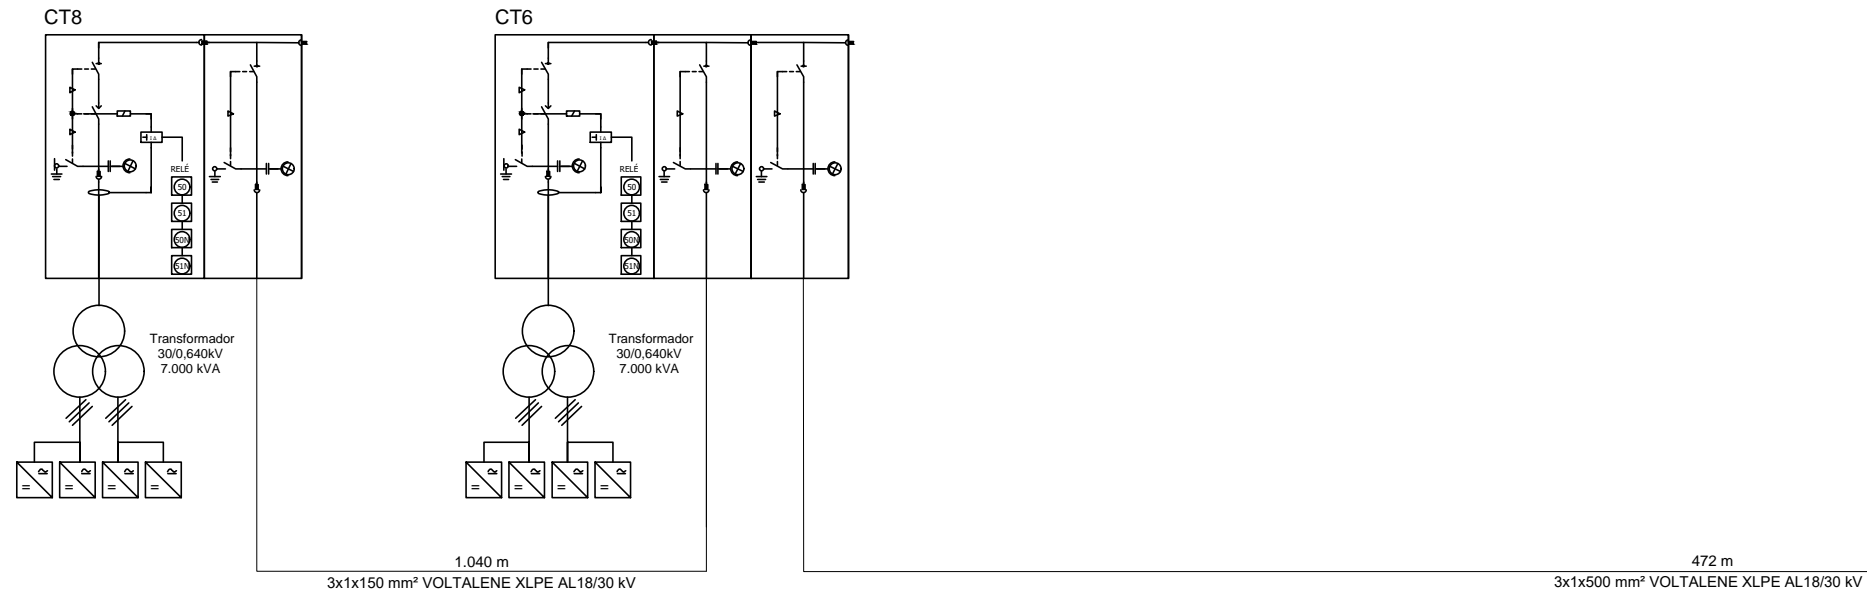 CT8
CT6
RELÉ
50
51
50N
51N
RELÉ
50
51
50N
51N
Transformador
30/0,640kV
7.000 kVA
Transformador
30/0,640kV
7.000 kVA
1.040 m
3x1x150 mm² VOLTALENE XLPE AL18/30 kV
472 m
3x1x500 mm² VOLTALENE XLPE AL18/30 kV